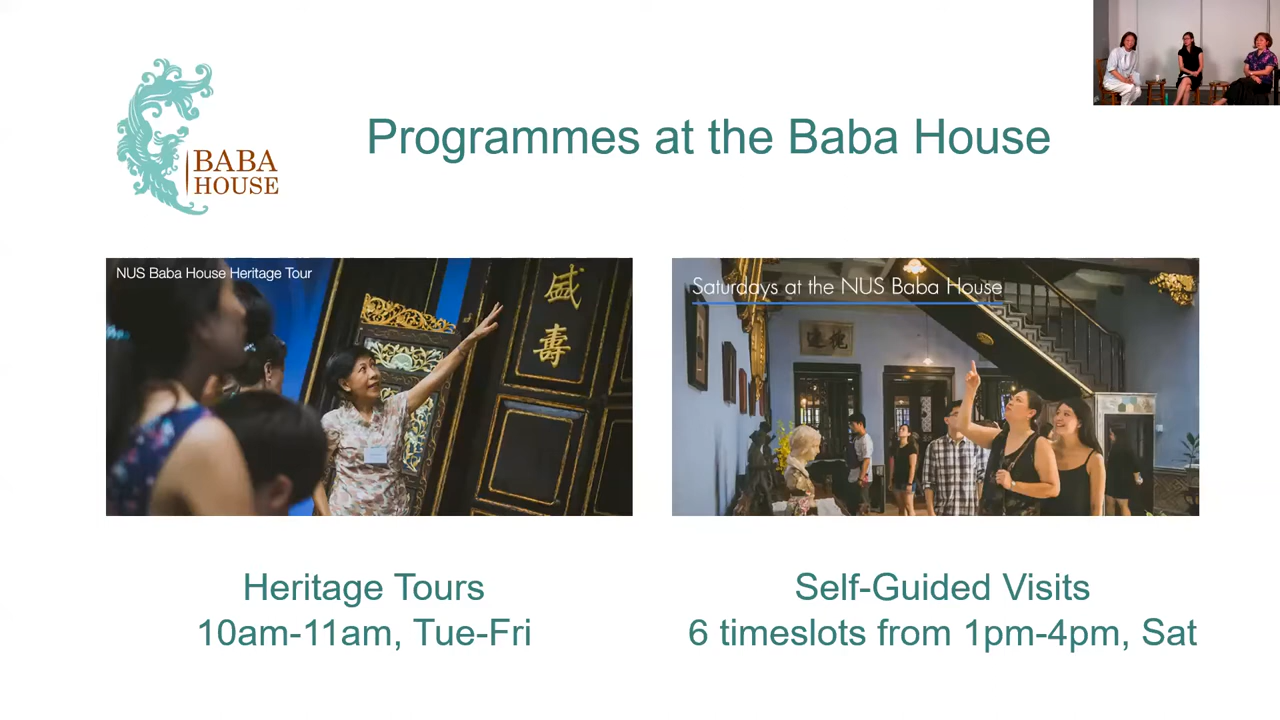 BABA
HOUSE
Programmes at the Baba House
NUS Baba House Heritage Tour
盛
壽
Saturdays at the NUS Baba House
Heritage Tours
10am-11am, Tue-Fri
Self-Guided Visits
6 timeslots from 1pm-4pm, Sat